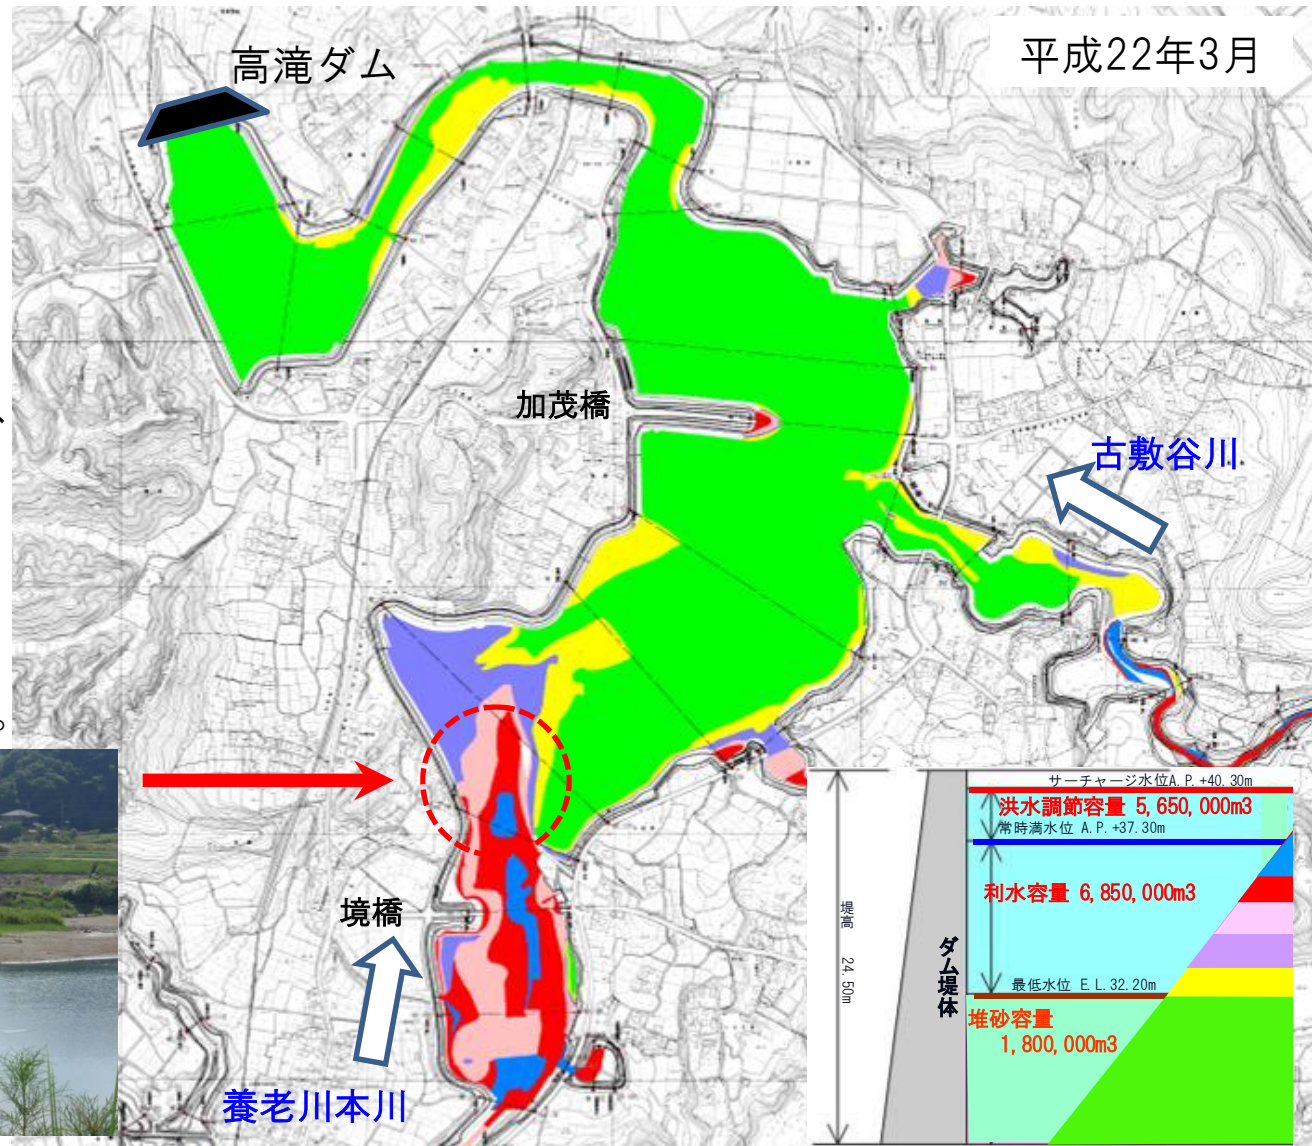 平成22年3月
高滝ダム
加茂橋
古敷谷川
、
。
境橋
養老川本川
サーチャージ水位A.P.+40.30m
洪水調節容量 5,650,000m3
常時満水位 A.P.+37.30m
利水容量 6,850,000m3
堤高 24.50m
ダム堤体
最低水位 E.L.32.20m
堆砂容量
1,800,000m3